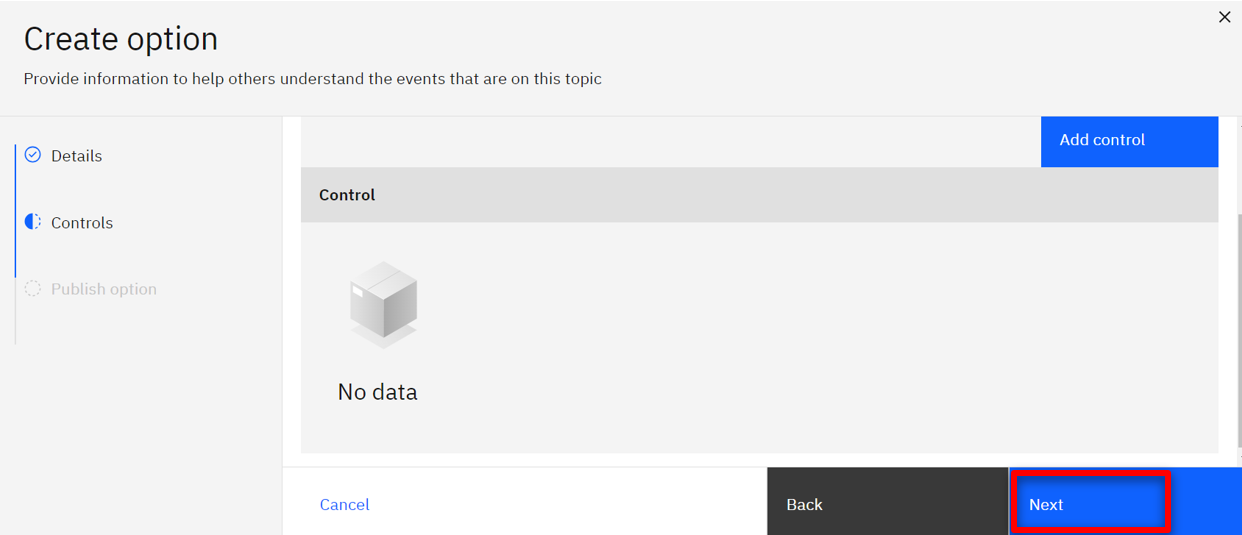 Create option
Provide information to help others understand the events that are on this topic
Details
Controls
Publish option
Add control
Control
No data
Cancel
Back
Next